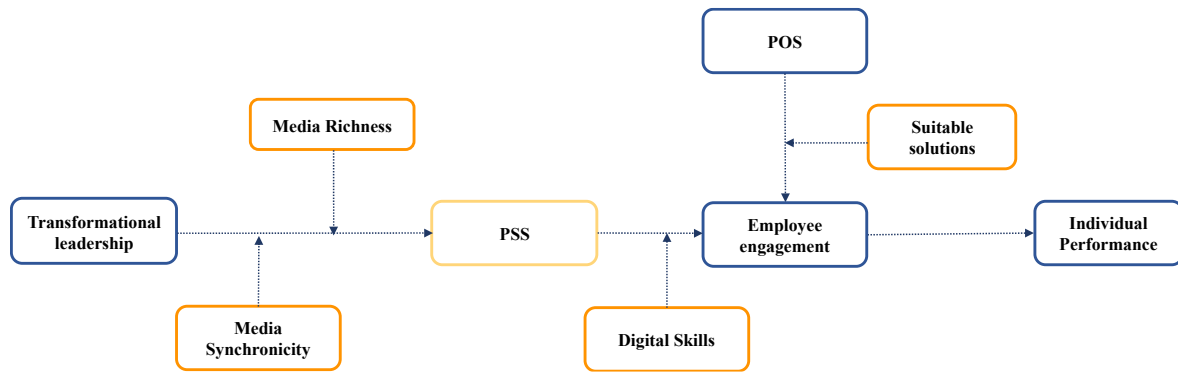 POS
Media Richness
Suitable
solutions
Transformational
leadership
PSS
Employee
engagement
Individual
Performance
Media
Synchronicity
Digital Skills